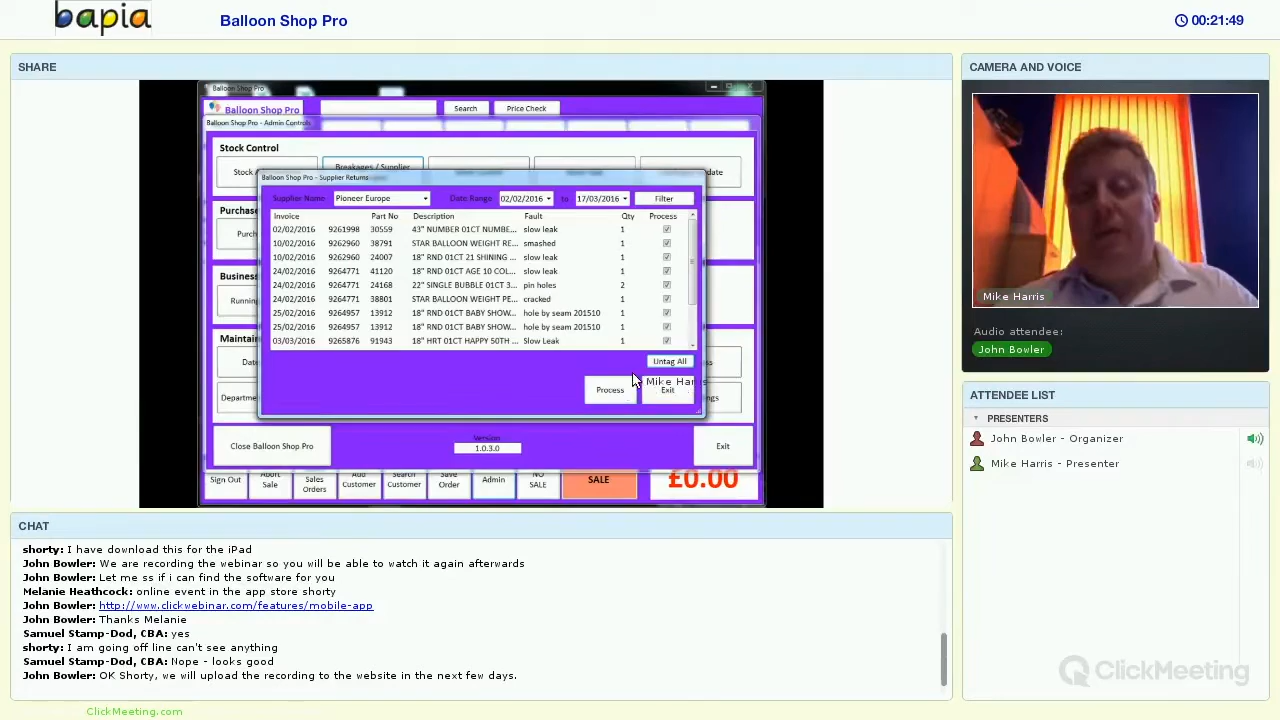 bapia
Balloon Shop Pro
00:21:49
SHARE
Balloon Shop Pro
Balloon Shop Pro
Search
Price Check
Balloon Shop Pro - Admin Controls
Stock Control
Breakages / Supplier
Balloon Shop Pro - Supplier Returns
Supplier Name
Pioneer Europe
Date Range
02/02/2016
to
17/03/2016
Filter
Invoice Part No Description Fault Qty Process
02/02/2016 9261998 30559 43" NUMBER 01CT NUMBE... slow leak 1
10/02/2016 9262960 38791 STAR BALLOON WEIGHT RE... smashed 1
10/02/2016 9262960 24007 18" RND 01CT 21 SHINING ... slow leak 1
24/02/2016 9264771 41120 18" RND 01CT AGE 10 COL... slow leak 1
24/02/2016 9264771 24168 22" SINGLE BUBBLE 01CT 3... pin holes 2
24/02/2016 9264771 38801 STAR BALLOON WEIGHT PE... cracked 1
25/02/2016 9264957 13912 18" RND 01CT BABY SHOW... hole by seam 201510 1
25/02/2016 9264957 13912 18" RND 01CT BABY SHOW... hole by seam 201510 1
03/03/2016 9265876 91943 18" HRT 01CT HAPPY 50TH ... Slow Leak 1
Untag All
Mike Harris
Process
Exit
Close Balloon Shop Pro
Version
1.0.3.0
Exit
Sign Out
Abort Sale
Sales Orders
Add Customer
Search Customer
Save Order
Admin
NO SALE
SALE
£0.00
CAMERA AND VOICE
Mike Harris
Audio attendee:
John Bowler
ATTENDEE LIST
PRESENTERS
John Bowler - Organizer
Mike Harris - Presenter
CHAT
shorty: I have download this for the iPad
John Bowler: We are recording the webinar so you will be able to watch it again afterwards
John Bowler: Let me ss if i can find the software for you
Melanie Heathcock: online event in the app store shorty
John Bowler: http://www.clickwebinar.com/features/mobile-app
John Bowler: Thanks Melanie
Samuel Stamp-Dod, CBA: yes
shorty: I am going off line can't see anything
Samuel Stamp-Dod, CBA: Nope - looks good
John Bowler: OK Shorty, we will upload the recording to the website in the next few days.
ClickMeeting
ClickMeeting.com